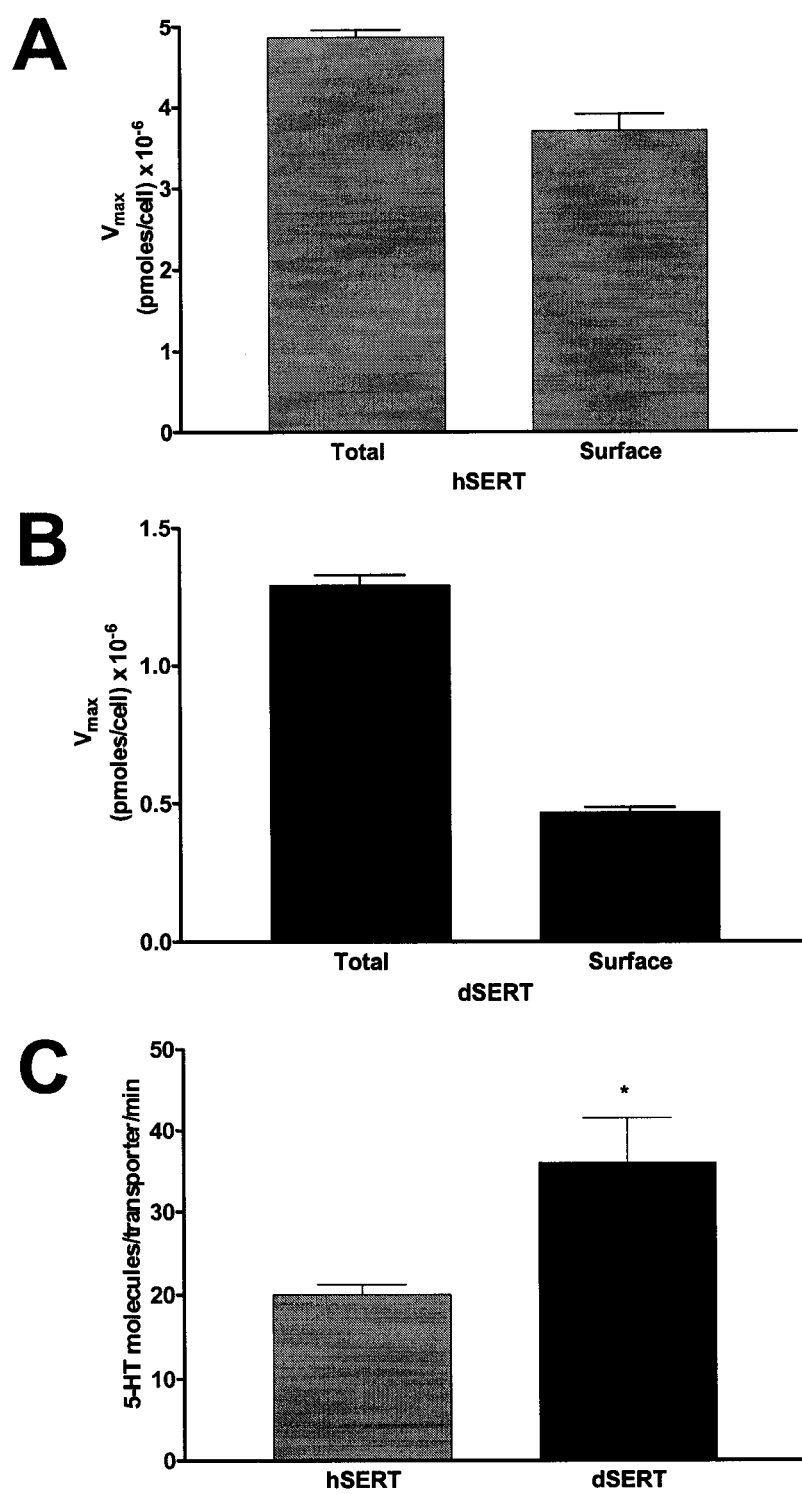 A
5
4
3
2
1
0
V_max
(pmoles/cell) x 10^-6
Total
Surface
hSERT
B
1.5
1.0
0.5
0.0
V_max
(pmoles/cell) x 10^-6
Total
Surface
dSERT
C
50
40
30
20
10
0
5-HT molecules/transporter/min
*
hSERT
dSERT